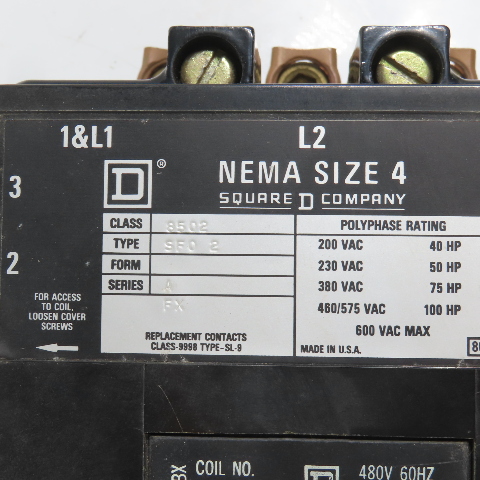 1&L1 L2
3
2
D ®
NEMA SIZE 4
SQUARE D COMPANY
CLASS 8502
TYPE SFO 2
FORM
SERIES A
FX
REPLACEMENT CONTACTS
CLASS-9998 TYPE-SL-9
POLYPHASE RATING
200 VAC 40 HP
230 VAC 50 HP
380 VAC 75 HP
460/575 VAC 100 HP
600 VAC MAX
MADE IN U.S.A.
FOR ACCESS
TO COIL,
LOOSEN COVER
SCREWS
COIL NO.
D
480V 60HZ